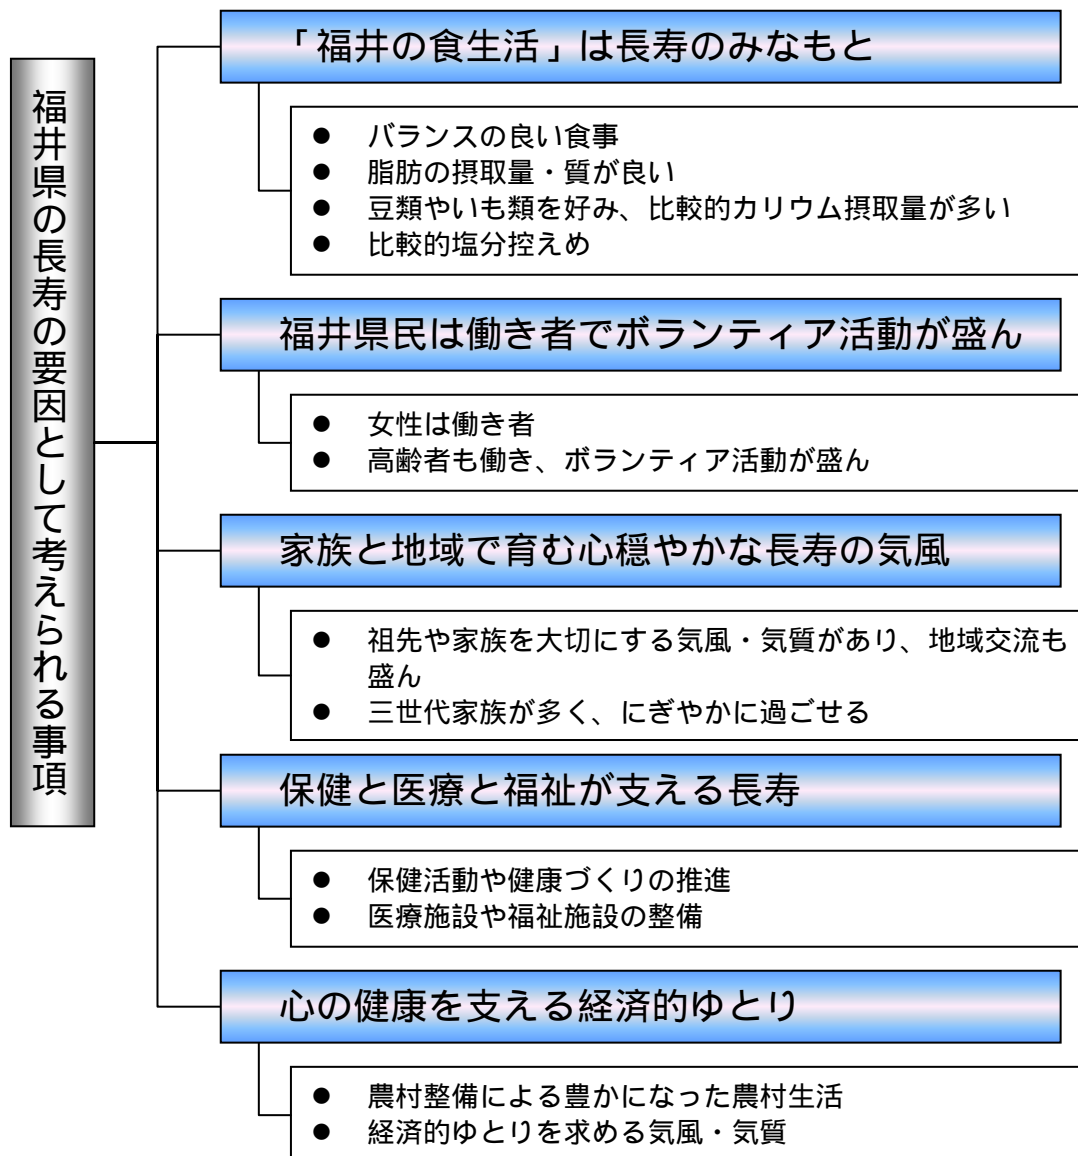 福井県の長寿の要因として考えられる事項
「福井の食生活」は長寿のみなもと
● バランスの良い食事
● 脂肪の摂取量・質が良い
● 豆類やいも類を好み、比較的カリウム摂取量が多い
● 比較的塩分控えめ
福井県民は働き者でボランティア活動が盛ん
● 女性は働き者
● 高齢者も働き、ボランティア活動が盛ん
家族と地域で育む心穏やかな長寿の気風
● 祖先や家族を大切にする気風・気質があり、地域交流も
盛ん
● 三世代家族が多く、にぎやかに過ごせる
保健と医療と福祉が支える長寿
● 保健活動や健康づくりの推進
● 医療施設や福祉施設の整備
心の健康を支える経済的ゆとり
● 農村整備による豊かになった農村生活
● 経済的ゆとりを求める気風・気質